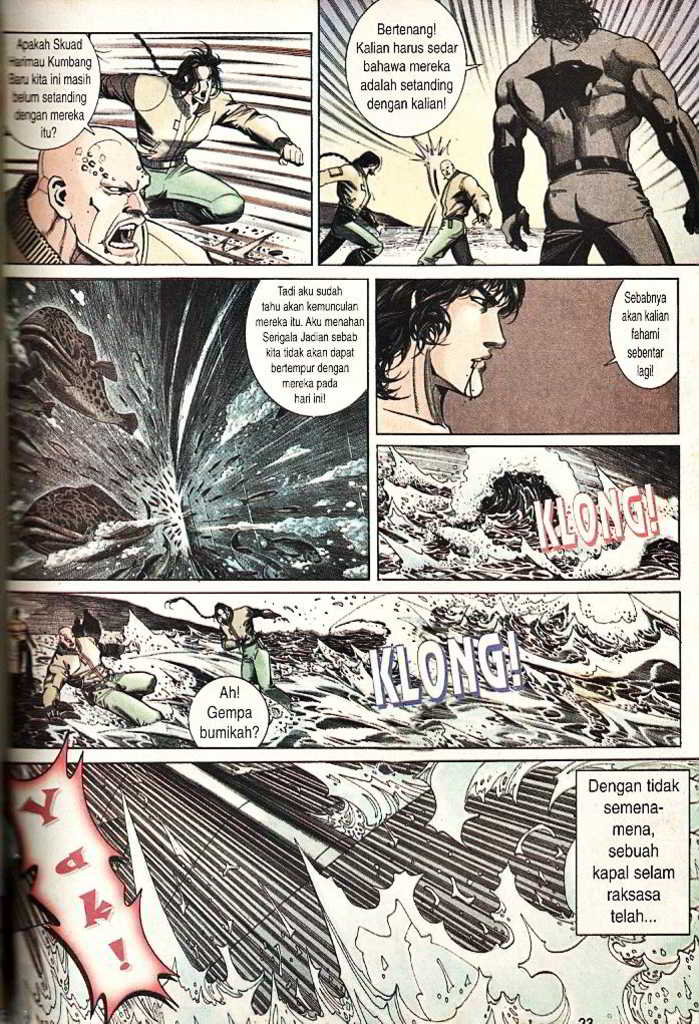 Apakah Skuad
Harimau Kumbang
Baru kita ini masih
belum setanding
dengan mereka
itu?
Bertenang!
Kalian harus sedar
bahawa mereka
adalah setanding
dengan kalian!
Tadi aku sudah
tahu akan kemunculan
mereka itu. Aku menahan
Serigala Jadian sebab
kita tidak akan dapat
bertempur dengan
mereka pada
hari ini!
Sebabnya
akan kalian
fahami
sebentar
lagi!
KLONG!
KLONG!
Ah!
Gempa
bumikah?
Yak!
Dengan tidak
semena-
mena,
sebuah
kapal selam
raksasa
telah...
23